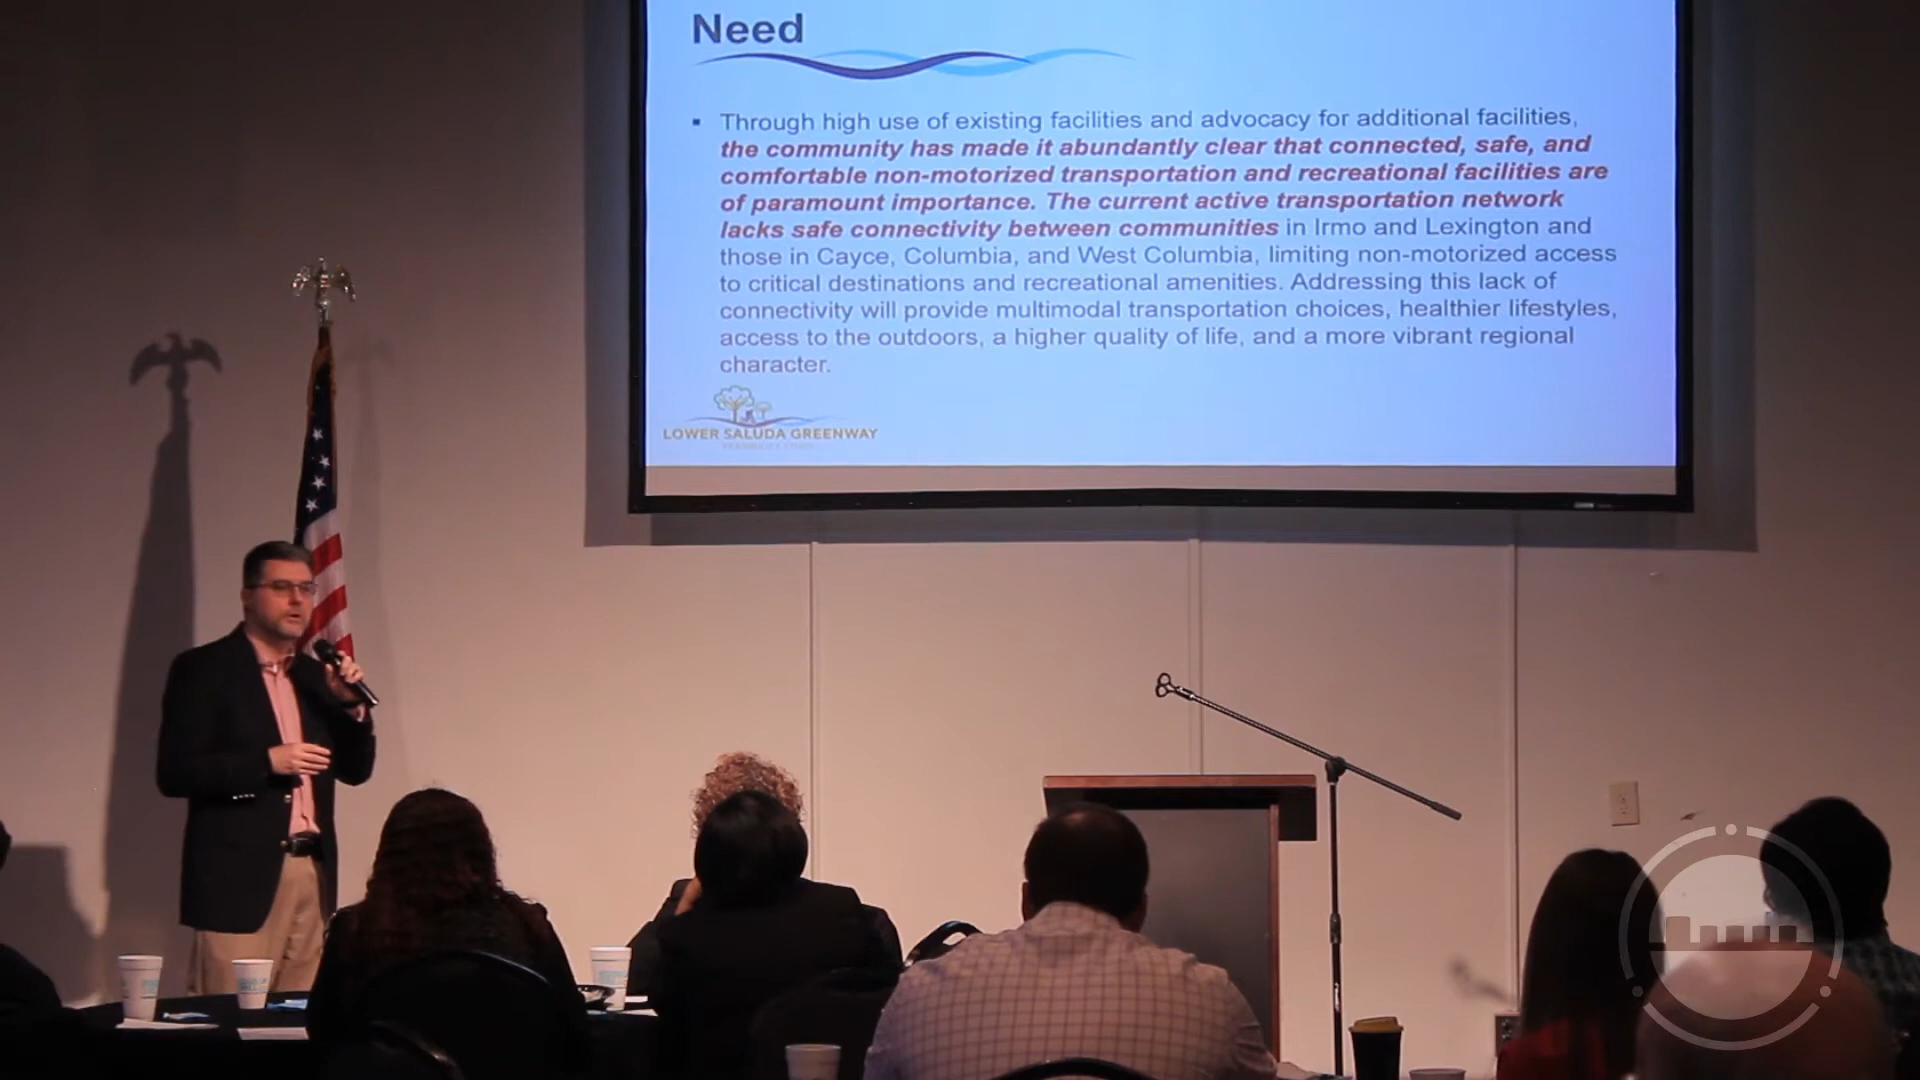 Need
▪ Through high use of existing facilities and advocacy for additional facilities,
the community has made it abundantly clear that connected, safe, and
comfortable non-motorized transportation and recreational facilities are
of paramount importance. The current active transportation network
lacks safe connectivity between communities in Irmo and Lexington and
those in Cayce, Columbia, and West Columbia, limiting non-motorized access
to critical destinations and recreational amenities. Addressing this lack of
connectivity will provide multimodal transportation choices, healthier lifestyles,
access to the outdoors, a higher quality of life, and a more vibrant regional
character.
LOWER SALUDA GREENWAY